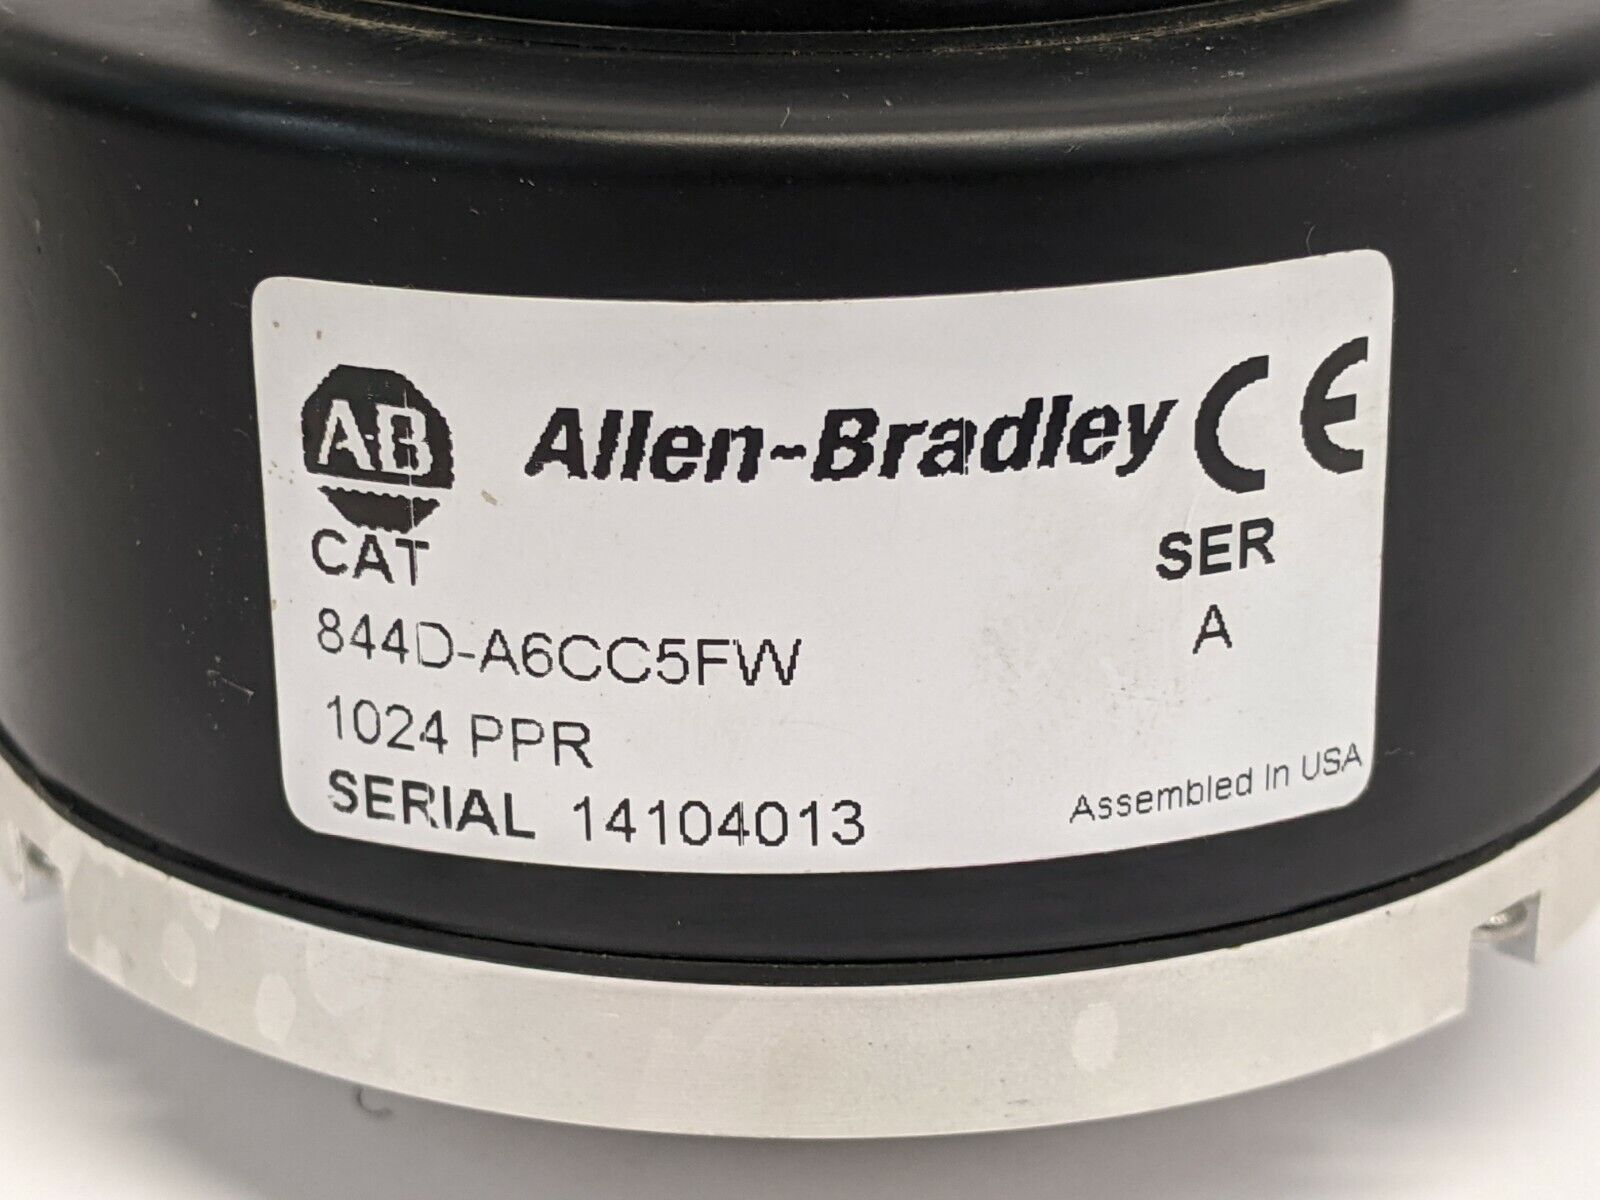 AB Allen-Bradley CE
CAT SER
844D-A6CC5FW A
1024 PPR
SERIAL 14104013 Assembled In USA